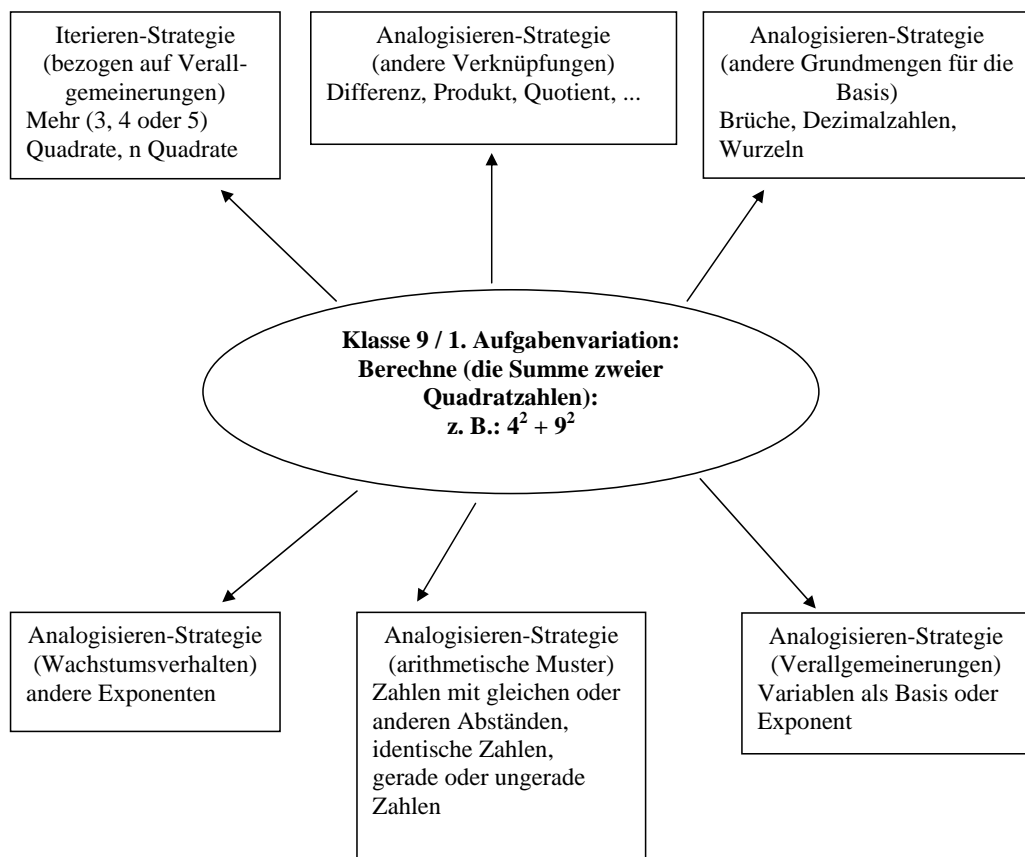 Iterieren-Strategie
(bezogen auf Verall-
gemeinerungen)
Mehr (3, 4 oder 5)
Quadrate, n Quadrate
Analogisieren-Strategie
(andere Verknüpfungen)
Differenz, Produkt, Quotient, ...
Analogisieren-Strategie
(andere Grundmengen für die
Basis)
Brüche, Dezimalzahlen,
Wurzeln
Klasse 9 / 1. Aufgabenvariation:
Berechne (die Summe zweier
Quadratzahlen):
z. B.: 4² + 9²
Analogisieren-Strategie
(Wachstumsverhalten)
andere Exponenten
Analogisieren-Strategie
(arithmetische Muster)
Zahlen mit gleichen oder
anderen Abständen,
identische Zahlen,
gerade oder ungerade
Zahlen
Analogisieren-Strategie
(Verallgemeinerungen)
Variablen als Basis oder
Exponent